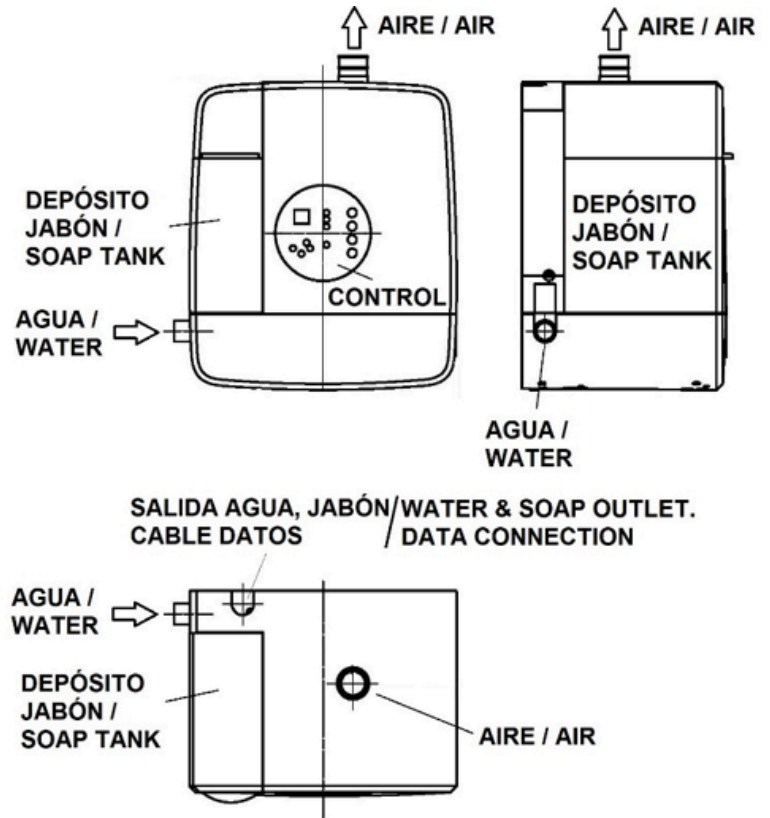 AIRE / AIR
AIRE / AIR
DEPÓSITO
JABÓN /
SOAP TANK
DEPÓSITO
JABÓN /
SOAP TANK
CONTROL
AGUA /
WATER
AGUA /
WATER
SALIDA AGUA, JABÓN/WATER & SOAP OUTLET.
CABLE DATOS / DATA CONNECTION
AGUA /
WATER
DEPÓSITO
JABÓN /
SOAP TANK
AIRE / AIR